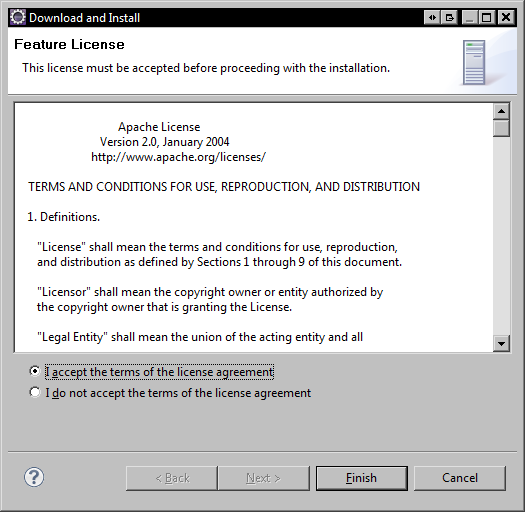 Download and Install
Feature License
This license must be accepted before proceeding with the installation.
Apache License
Version 2.0, January 2004
http://www.apache.org/licenses/
TERMS AND CONDITIONS FOR USE, REPRODUCTION, AND DISTRIBUTION
1. Definitions.
"License" shall mean the terms and conditions for use, reproduction,
and distribution as defined by Sections 1 through 9 of this document.
"Licensor" shall mean the copyright owner or entity authorized by
the copyright owner that is granting the License.
"Legal Entity" shall mean the union of the acting entity and all
I accept the terms of the license agreement
I do not accept the terms of the license agreement
? < Back Next > Finish Cancel